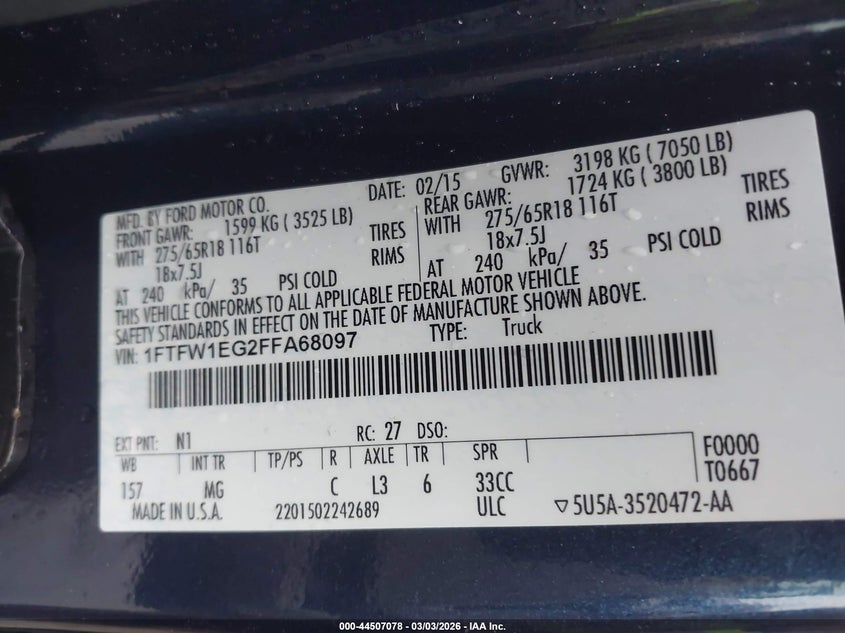 MFD. BY FORD MOTOR CO. DATE: 02/15 GVWR: 3198 KG ( 7050 LB)
FRONT GAWR: 1599 KG ( 3525 LB) REAR GAWR: 1724 KG ( 3800 LB)
WITH 275/65R18 116T TIRES WITH 275/65R18 116T TIRES
18x7.5J RIMS 18x7.5J RIMS
AT 240 kPa/ 35 PSI COLD AT 240 kPa/ 35 PSI COLD
THIS VEHICLE CONFORMS TO ALL APPLICABLE FEDERAL MOTOR VEHICLE
SAFETY STANDARDS IN EFFECT ON THE DATE OF MANUFACTURE SHOWN ABOVE.
VIN: 1FTFW1EG2FFA68097 TYPE: Truck
EXT PNT: N1 RC: 27 DSO:
WB INT TR TP/PS R AXLE TR SPR F0000
157 MG C L3 6 33CC T0667
MADE IN U.S.A. 2201502242689 ULC ▽5U5A-3520472-AA
000-44507078 - 03/03/2026 - IAA Inc.